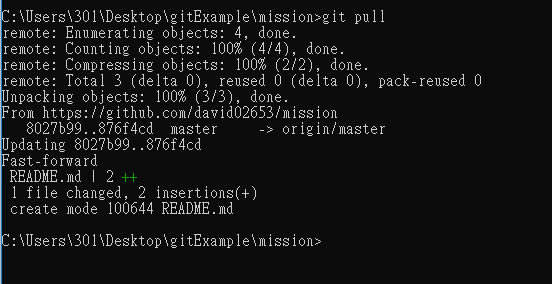 C:\Users\301\Desktop\gitExample\mission>git pull
remote: Enumerating objects: 4, done.
remote: Counting objects: 100% (4/4), done.
remote: Compressing objects: 100% (2/2), done.
remote: Total 3 (delta 0), reused 0 (delta 0), pack-reused 0
Unpacking objects: 100% (3/3), done.
From https://github.com/david02653/mission
   8027b99..876f4cd  master     -> origin/master
Updating 8027b99..876f4cd
Fast-forward
 README.md | 2 ++
 1 file changed, 2 insertions(+)
 create mode 100644 README.md
C:\Users\301\Desktop\gitExample\mission>